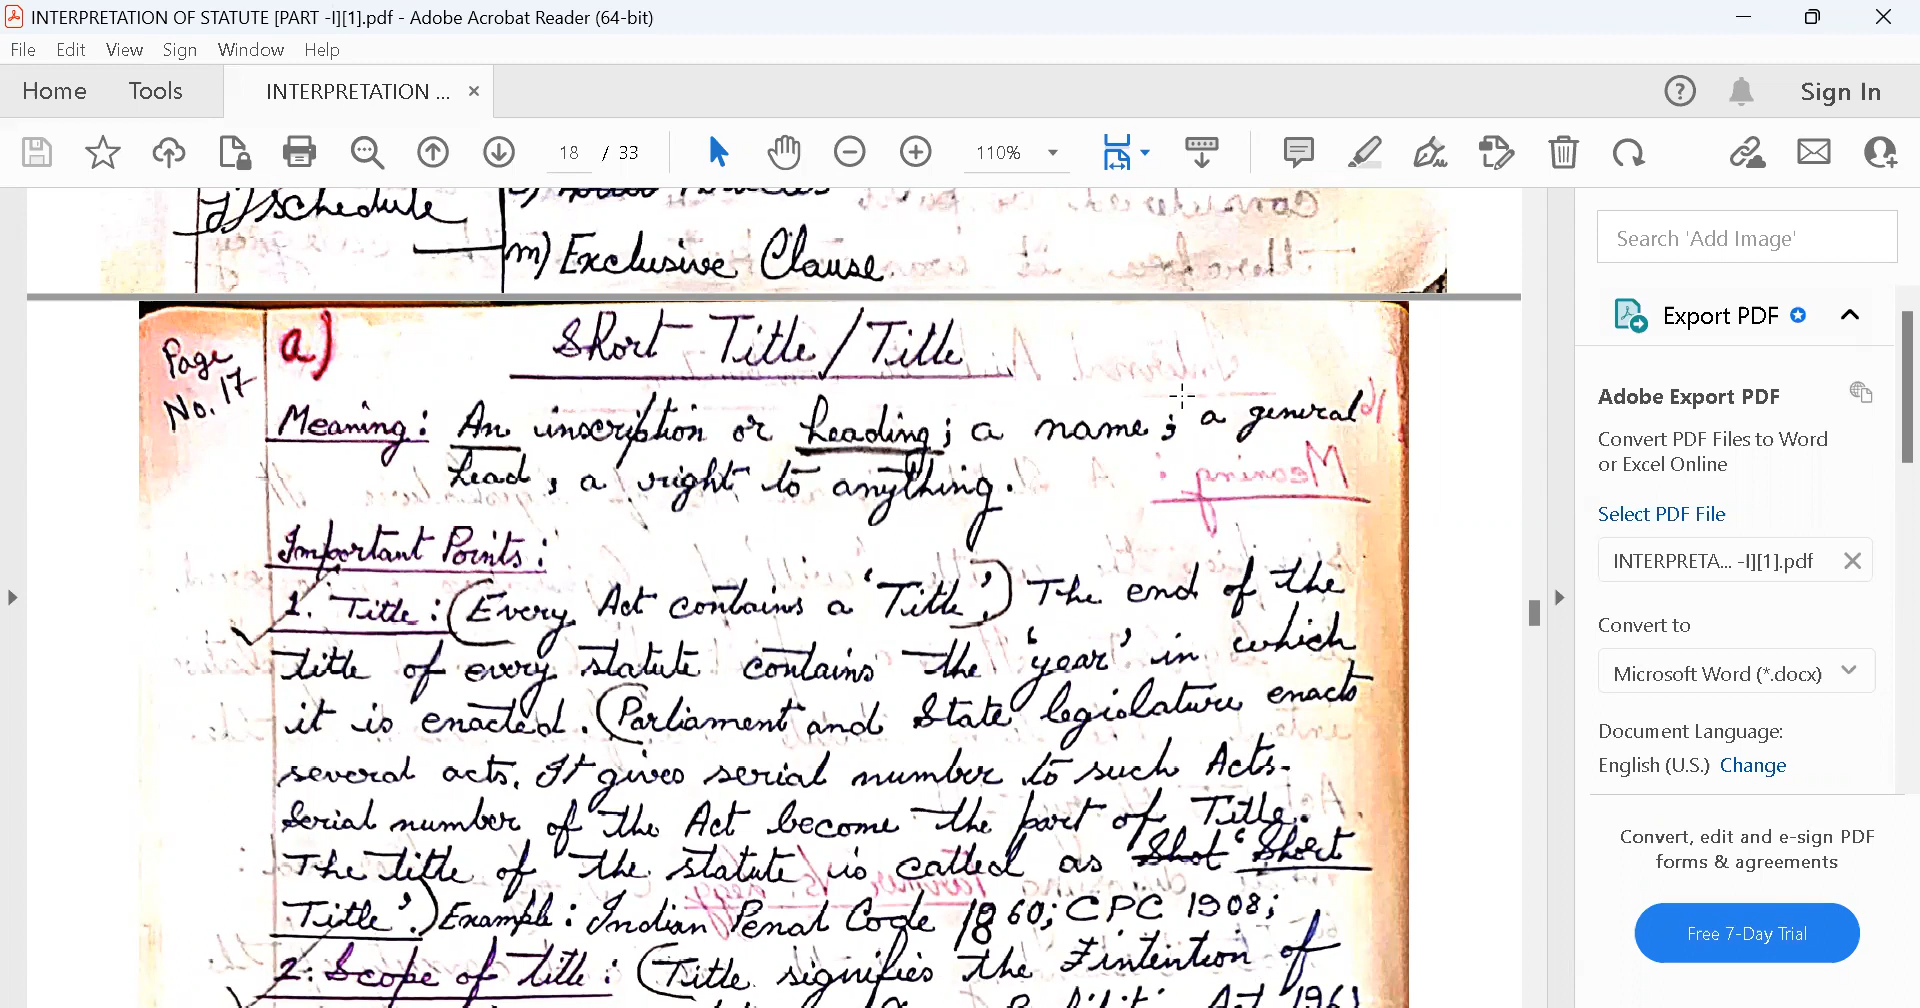 INTERPRETATION OF STATUTE [PART -I][1].pdf - Adobe Acrobat Reader (64-bit)
File Edit View Sign Window Help
Home Tools INTERPRETATION ... × Sign In
18 / 33 110%
Search 'Add Image'
Export PDF
Adobe Export PDF
Convert PDF Files to Word
or Excel Online
Select PDF File
INTERPRETA... -I][1].pdf
Convert to
Microsoft Word (*.docx)
Document Language:
English (U.S.) Change
Convert, edit and e-sign PDF
forms & agreements
Free 7-Day Trial
Schedule
m) Exclusive Clause.
Page
No. 17
a) Short Title / Title
Meaning: An inscription or heading; a name; a general
head, a right to anything.
Important Points:
1. Title: (Every Act contains a 'Title'.) The end of the
title of every statute contains the 'year' in which
it is enacted. (Parliament and State legislature enacts
several acts. It gives serial number to such Acts.
Serial number of the Act become the part of Title.
The title of the statute is called as Shot 'Short
Title'.) Example: Indian Penal Code 1860; CPC 1908;
2. Scope of title: (Title signifies the intention of
Act 1961